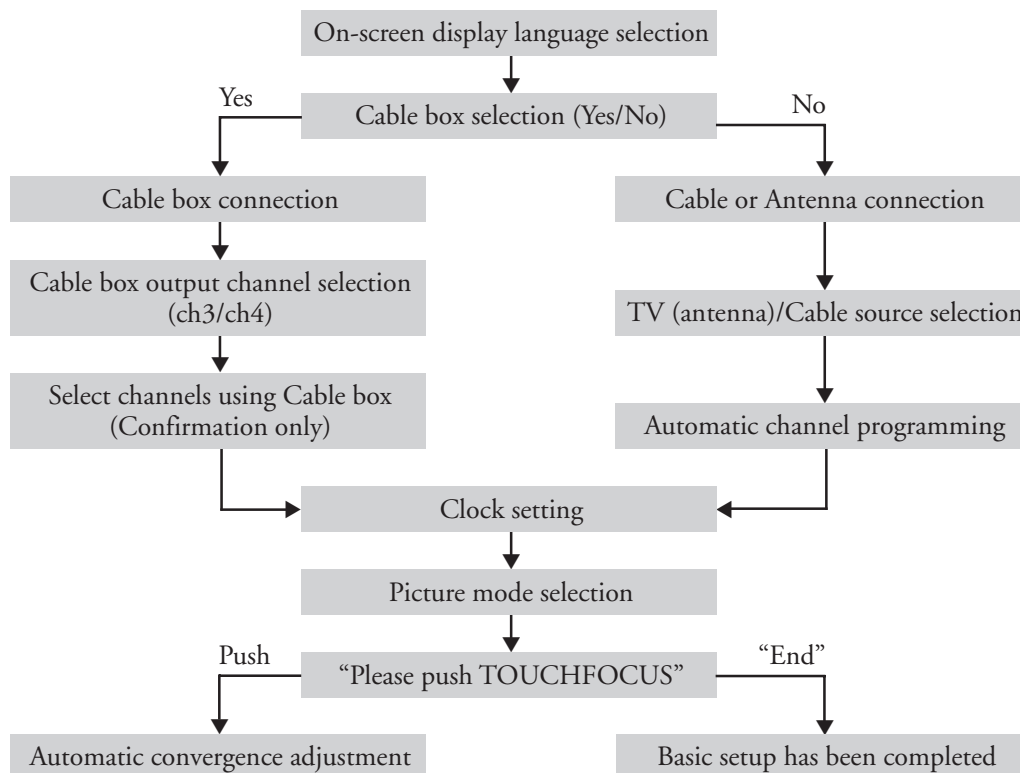 On-screen display language selection
Yes
Cable box selection (Yes/No)
No
Cable box connection
Cable or Antenna connection
Cable box output channel selection
(ch3/ch4)
TV (antenna)/Cable source selection
Select channels using Cable box
(Confirmation only)
Automatic channel programming
Clock setting
Picture mode selection
Push
“Please push TOUCHFOCUS”
“End”
Automatic convergence adjustment
Basic setup has been completed